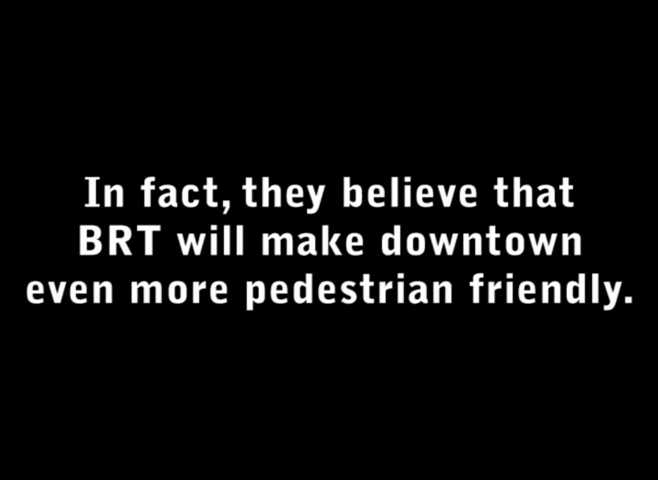 In fact, they believe that
BRT will make downtown
even more pedestrian friendly.